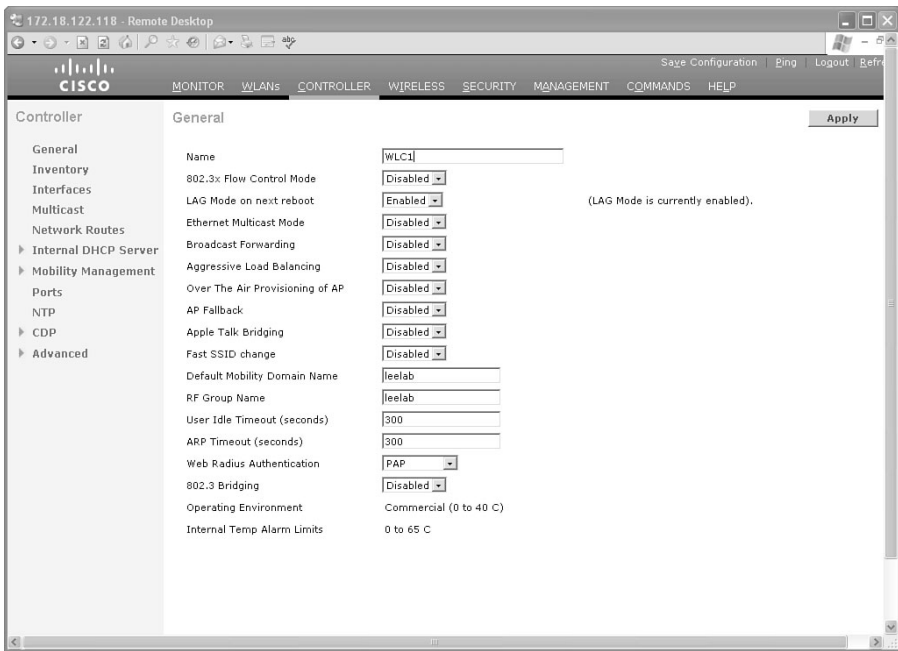 172.18.122.118 - Remote Desktop
Save Configuration | Ping | Logout | Refre
CISCO
MONITOR WLANs CONTROLLER WIRELESS SECURITY MANAGEMENT COMMANDS HELP
Controller
General
Inventory
Interfaces
Multicast
Network Routes
Internal DHCP Server
Mobility Management
Ports
NTP
CDP
Advanced
General
Apply
Name WLC1
802.3x Flow Control Mode Disabled
LAG Mode on next reboot Enabled (LAG Mode is currently enabled).
Ethernet Multicast Mode Disabled
Broadcast Forwarding Disabled
Aggressive Load Balancing Disabled
Over The Air Provisioning of AP Disabled
AP Fallback Disabled
Apple Talk Bridging Disabled
Fast SSID change Disabled
Default Mobility Domain Name leelab
RF Group Name leelab
User Idle Timeout (seconds) 300
ARP Timeout (seconds) 300
Web Radius Authentication PAP
802.3 Bridging Disabled
Operating Environment Commercial (0 to 40 C)
Internal Temp Alarm Limits 0 to 65 C